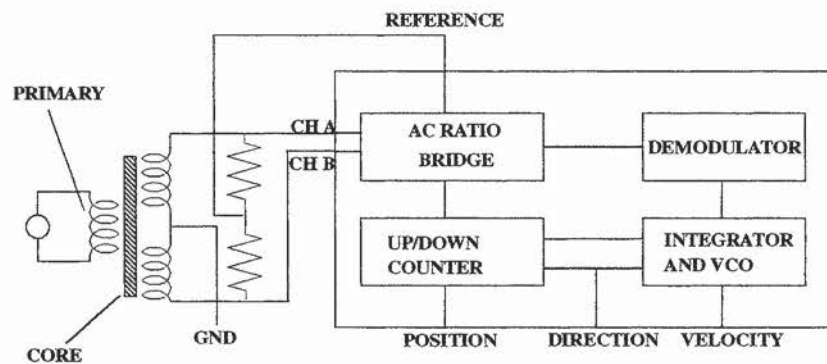 REFERENCE
PRIMARY
CH A
CH B
AC RATIO
BRIDGE
DEMODULATOR
UP/DOWN
COUNTER
INTEGRATOR
AND VCO
CORE
GND
POSITION
DIRECTION
VELOCITY